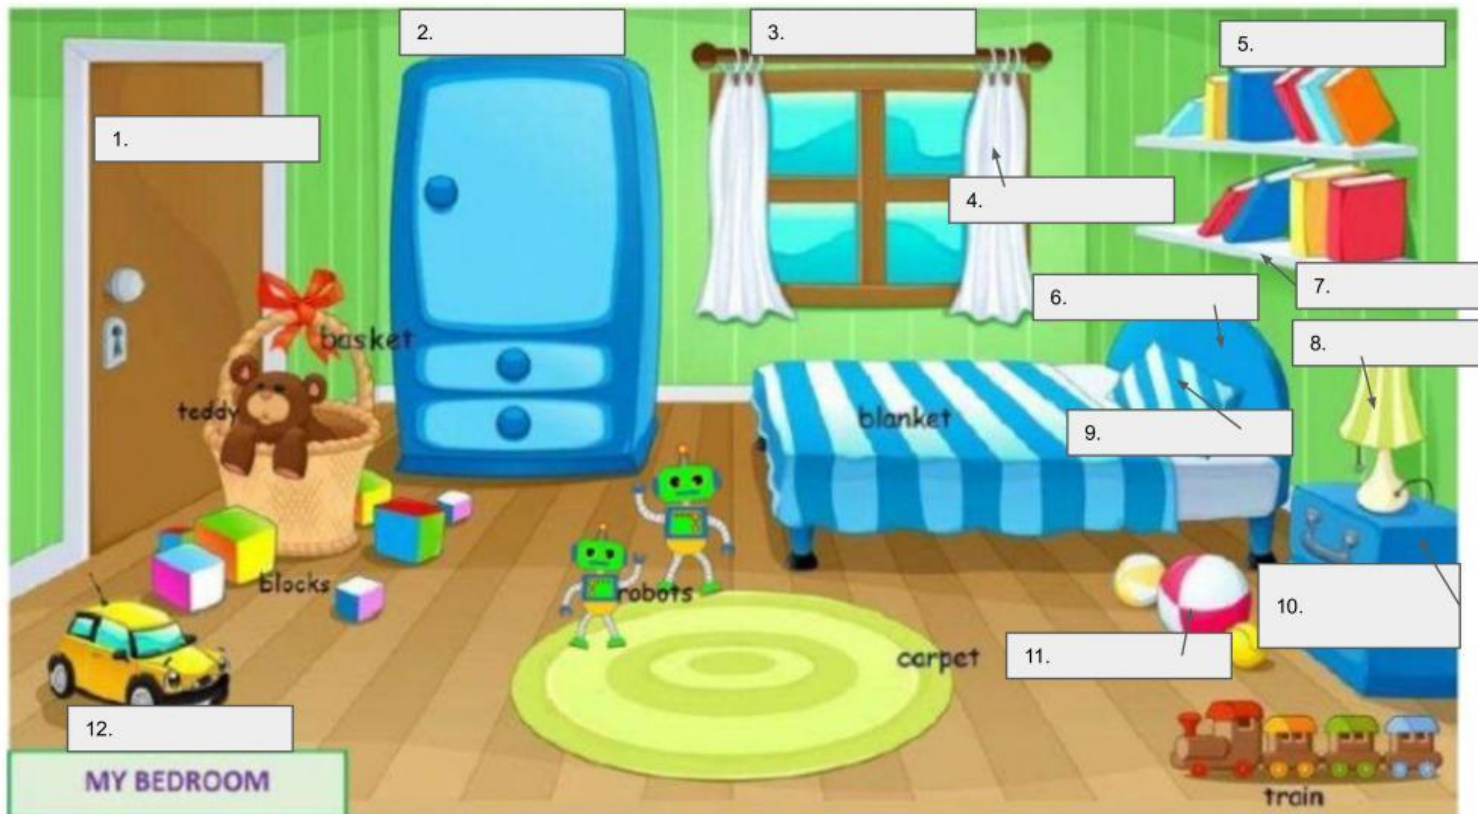 2.
3.
5.
1.
4.
7.
6.
8.
basket
teddy
blanket
9.
blocks
robots
10.
carpet
11.
12.
MY BEDROOM
train